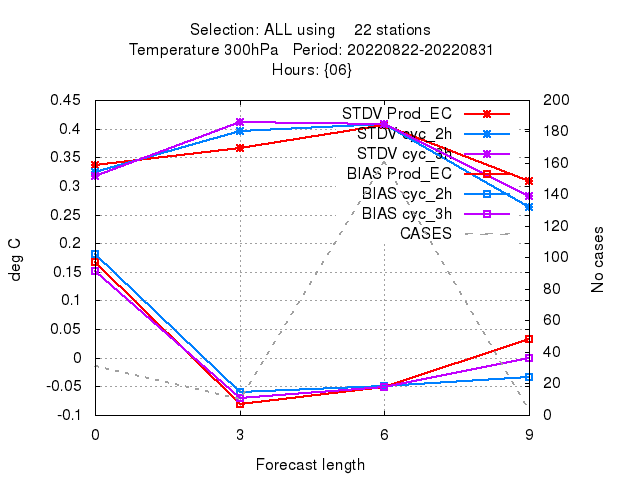 Selection: ALL using 22 stations
Temperature 300hPa Period: 20220822-20220831
Hours: {06}
0.45
0.4
0.35
0.3
0.25
0.2
0.15
0.1
0.05
0
-0.05
-0.1
deg C
200
180
160
140
120
100
80
60
40
20
0
No cases
STDV Prod_EC
STDV cyc_2h
STDV cyc_3h
BIAS Prod_EC
BIAS cyc_2h
BIAS cyc_3h
CASES
0 3 6 9
Forecast length